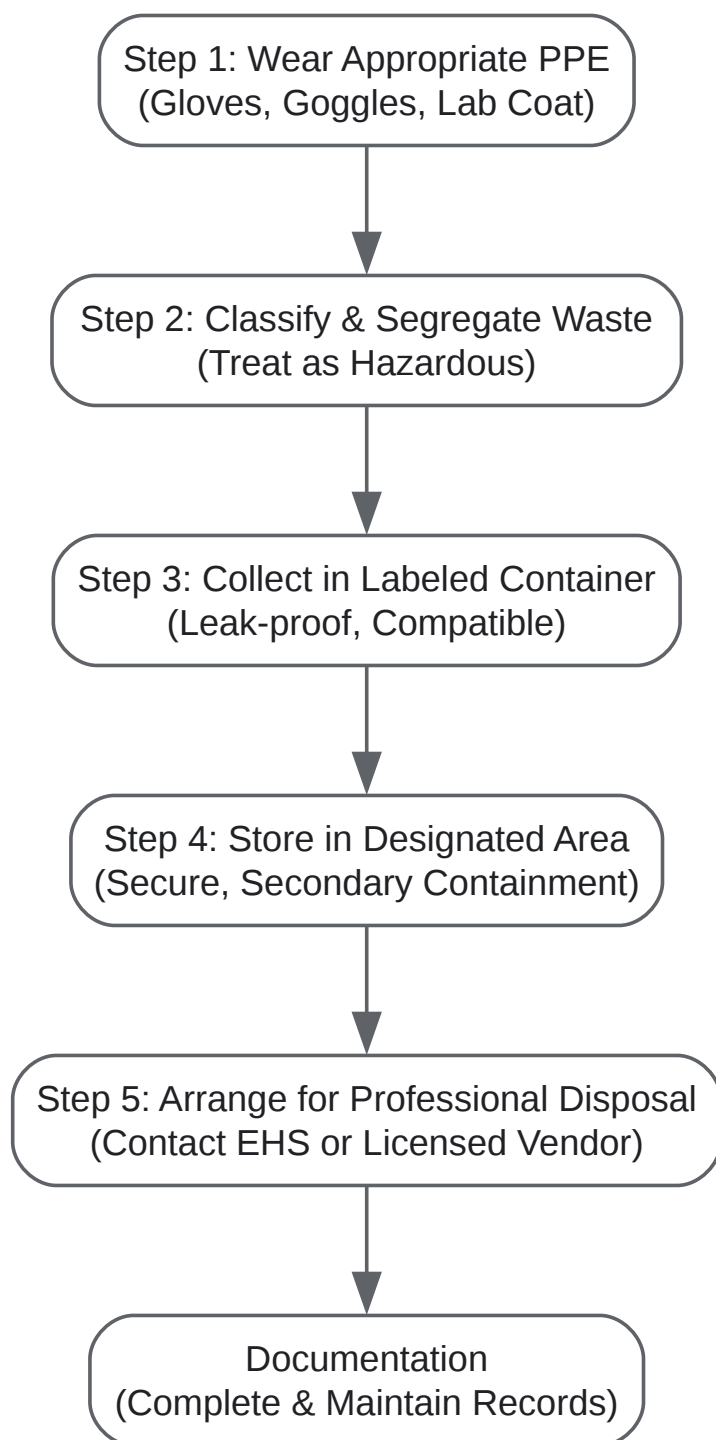 Step 1: Wear Appropriate PPE
(Gloves, Goggles, Lab Coat)
Step 2: Classify & Segregate Waste
(Treat as Hazardous)
Step 3: Collect in Labeled Container
(Leak-proof, Compatible)
Step 4: Store in Designated Area
(Secure, Secondary Containment)
Step 5: Arrange for Professional Disposal
(Contact EHS or Licensed Vendor)
Documentation
(Complete & Maintain Records)